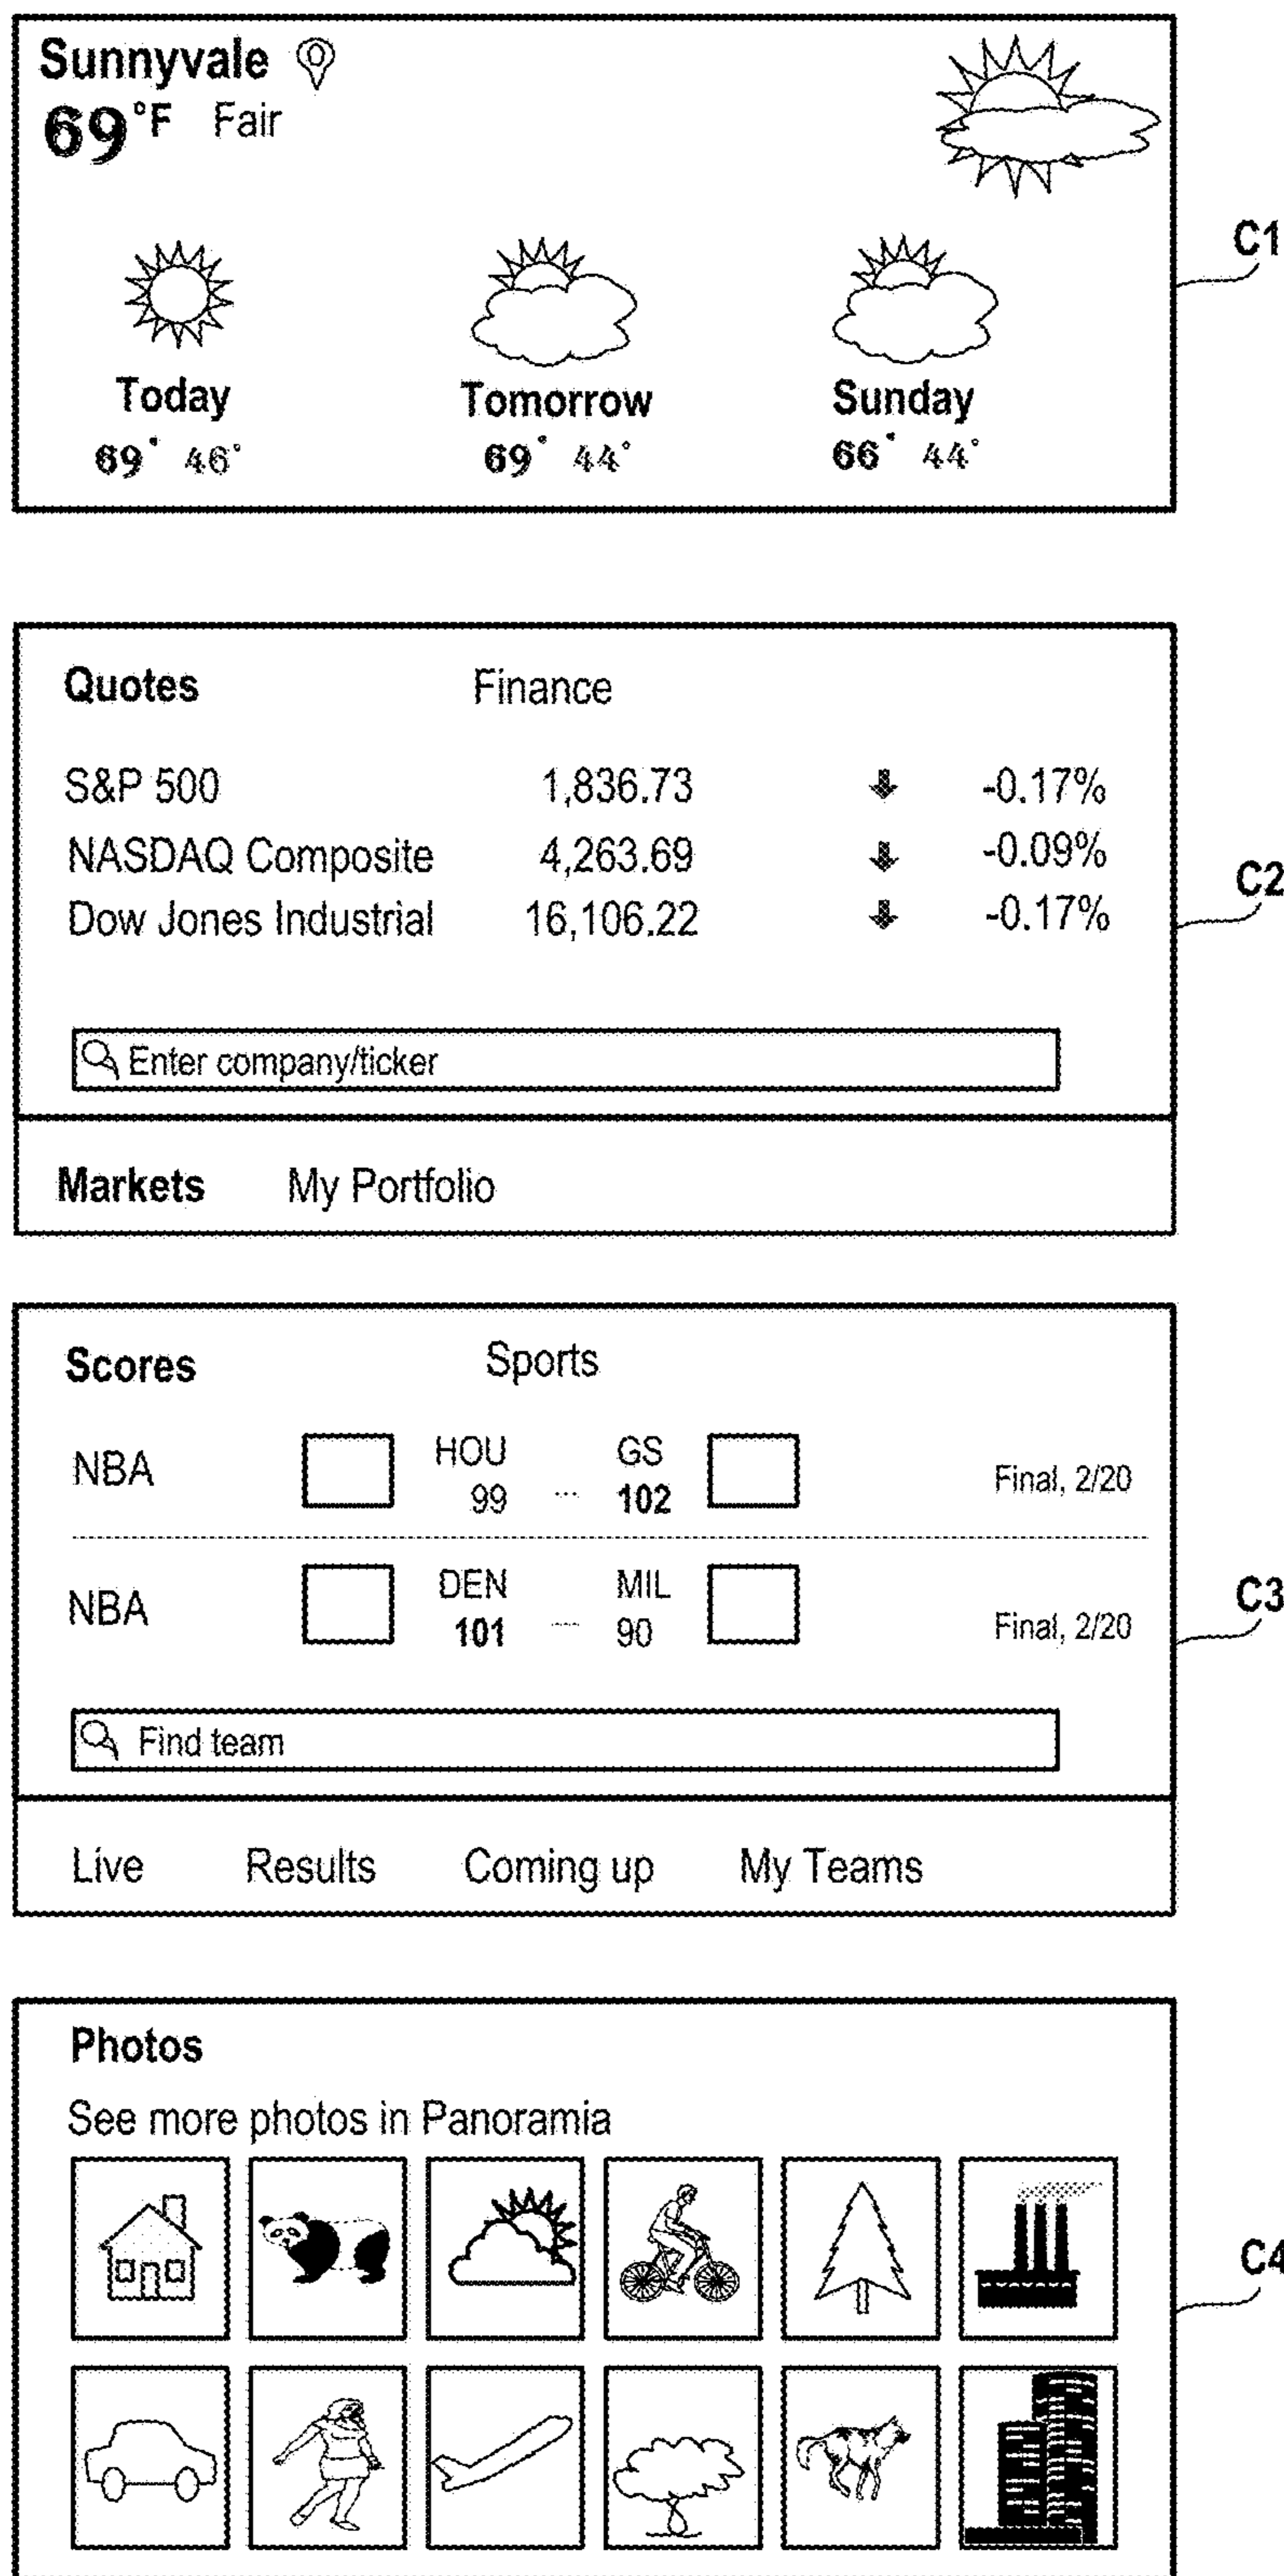 Sunnyvale
69°F Fair
C1
Today Tomorrow Sunday
69° 46° 69° 44° 66° 44°
Quotes Finance
S&P 500 1,836.73 -0.17%
NASDAQ Composite 4,263.69 -0.09%
C2
Dow Jones Industrial 16,106.22 -0.17%
Enter company/ticker
Markets My Portfolio
Scores Sports
NBA HOU GS
99 --- 102 Final, 2/20
NBA DEN MIL
C3
101 --- 90 Final, 2/20
Find team
Live Results Coming up My Teams
Photos
See more photos in Panoramia
C4